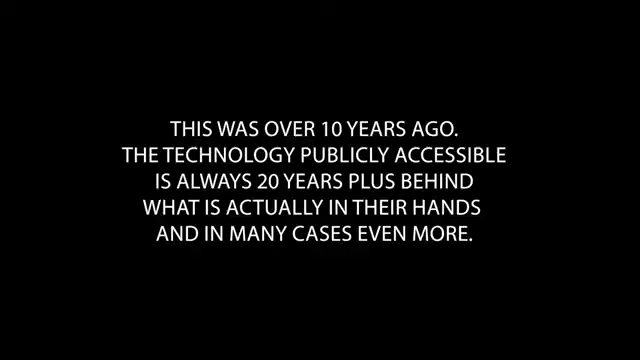 THIS WAS OVER 10 YEARS AGO.
THE TECHNOLOGY PUBLICLY ACCESSIBLE
IS ALWAYS 20 YEARS PLUS BEHIND
WHAT IS ACTUALLY IN THEIR HANDS
AND IN MANY CASES EVEN MORE.